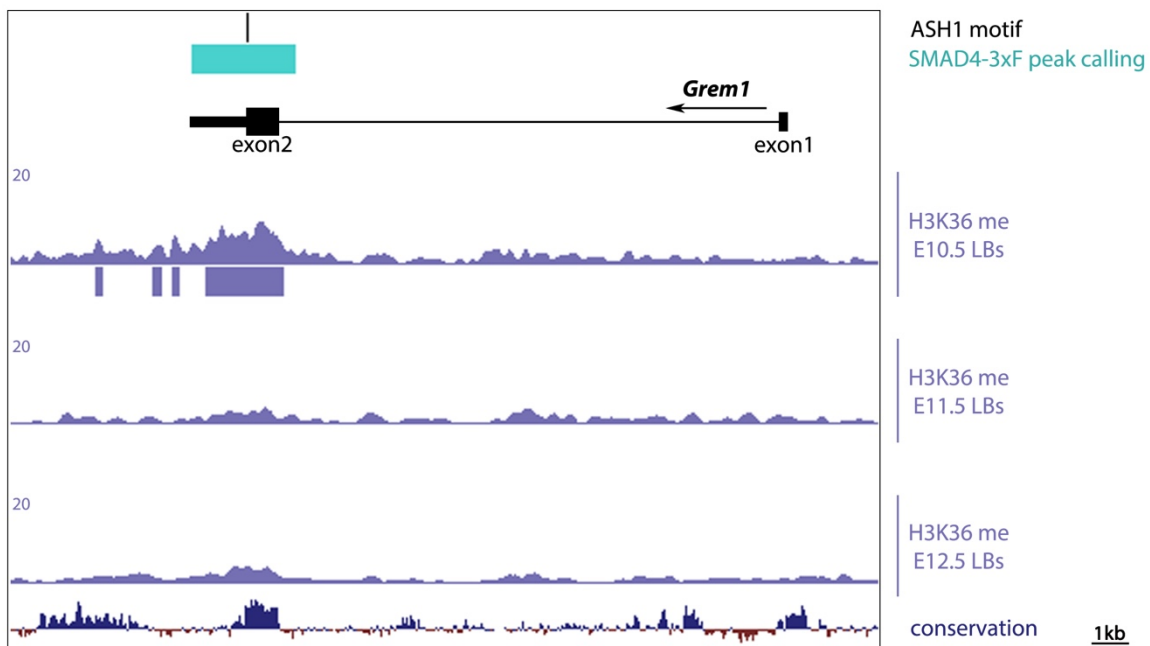 ASH1 motif
SMAD4-3xF peak calling
Grem1
exon2
exon1
20
H3K36 me
E10.5 LBs
20
H3K36 me
E11.5 LBs
20
H3K36 me
E12.5 LBs
conservation
1kb